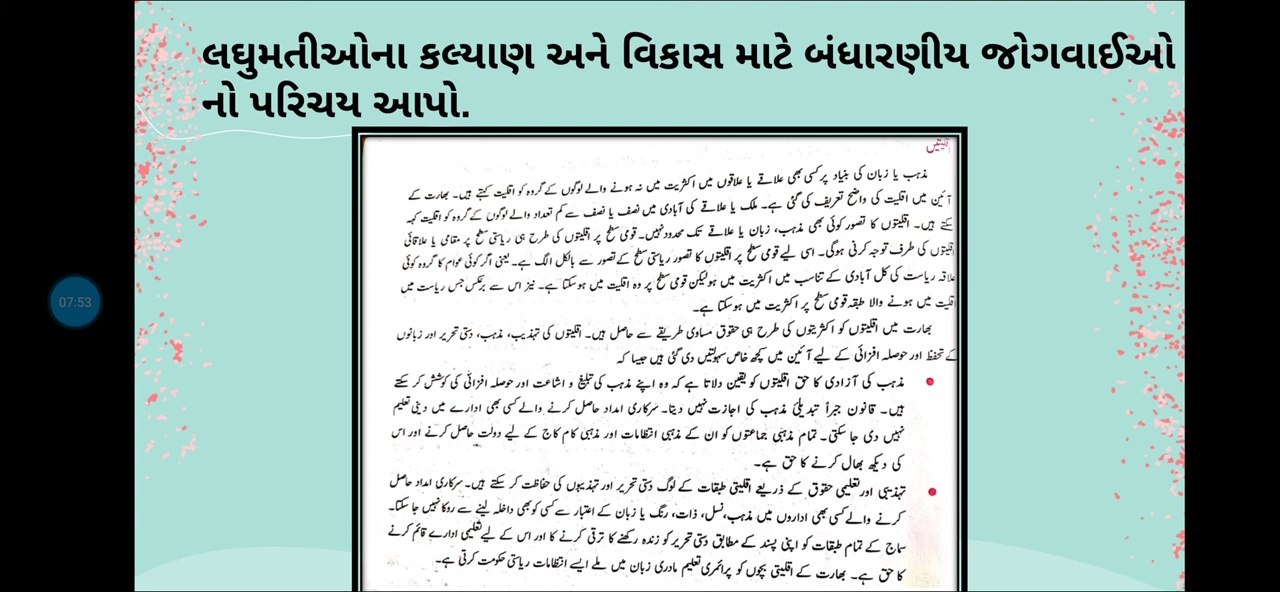 લઘુમતીઓના કલ્યાણ અને વિકાસ માટે બંધારણીય જોગવાઈઓ
નો પરિચય આપો.
اقلیتیں
مذہب یا زبان کی بنیاد پر کسی بھی علاقے یا علاقوں میں اکثریت میں نہ ہونے والے لوگوں کے گروہ کو اقلیت کہتے ہیں۔ بھارت کے
آئین میں اقلیت کی واضح تعریف کی گئی ہے۔ ملک یا علاقے کی آبادی میں نصف یا نصف سے کم تعداد والے لوگوں کے گروہ کو اقلیت کہہ
سکتے ہیں۔ اقلیتوں کا تصور کوئی بھی مذہب، زبان یا علاقے تک محدود نہیں۔ قومی سطح پر اقلیتوں کی طرح ہی ریاستی سطح پر مقامی یا علاقائی
اقلیتوں کی طرف توجہ کرنی ہوگی۔ اسی لیے قومی سطح پر اقلیتوں کا تصور ریاستی سطح کے تصور سے بالکل الگ ہے۔ یعنی اگر کوئی عوام کا گروہ کوئی
علاقہ ریاست کی کل آبادی کے تناسب میں اکثریت میں ہو لیکن قومی سطح پر وہ اقلیت میں ہوسکتا ہے۔ نیز اس سے برعکس جس ریاست میں
اقلیت میں ہونے والا طبقہ قومی سطح پر اکثریت میں ہوسکتا ہے۔
بھارت میں اقلیتوں کو اکثریتوں کی طرح ہی حقوق مساوی طریقے سے حاصل ہیں۔ اقلیتوں کی تہذیب، مذہب، دستی تحریر اور زبانوں
کے تحفظ اور حوصلہ افزائی کے لیے آئین میں کچھ خاص سہولتیں دی گئی ہیں جیسا کہ
● مذہب کی آزادی کا حق اقلیتوں کو یقین دلاتا ہے کہ وہ اپنے مذہب کی تبلیغ و اشاعت اور حوصلہ افزائی کی کوشش کر سکتے
ہیں۔ قانون جبراً تبدیلیٔ مذہب کی اجازت نہیں دیتا۔ سرکاری امداد حاصل کرنے والے کسی بھی ادارے میں دینی تعلیم
نہیں دی جا سکتی۔ تمام مذہبی جماعتوں کو ان کے مذہبی انتظامات اور مذہبی کام کاج کے لیے دولت حاصل کرنے اور اس
کی دیکھ بھال کرنے کا حق ہے۔
● تہذیبی اور تعلیمی حقوق کے ذریعے اقلیتی طبقات کے لوگ دستی تحریر اور تہذیبوں کی حفاظت کر سکتے ہیں۔ سرکاری امداد حاصل
کرنے والے کسی بھی اداروں میں مذہب، نسل، ذات، رنگ یا زبان کے اعتبار سے کسی کو بھی داخلہ لینے سے روکا نہیں جا سکتا۔
سماج کے تمام طبقات کو اپنی پسند کے مطابق دستی تحریر کو زندہ رکھنے کا ترقی کرنے کا اور اس کے لیے تعلیمی ادارے قائم کرنے
کا حق ہے۔ بھارت کے اقلیتی بچوں کو پرائمری تعلیم مادری زبان میں ملے ایسے انتظامات ریاستی حکومت کرتی ہے۔
07:53